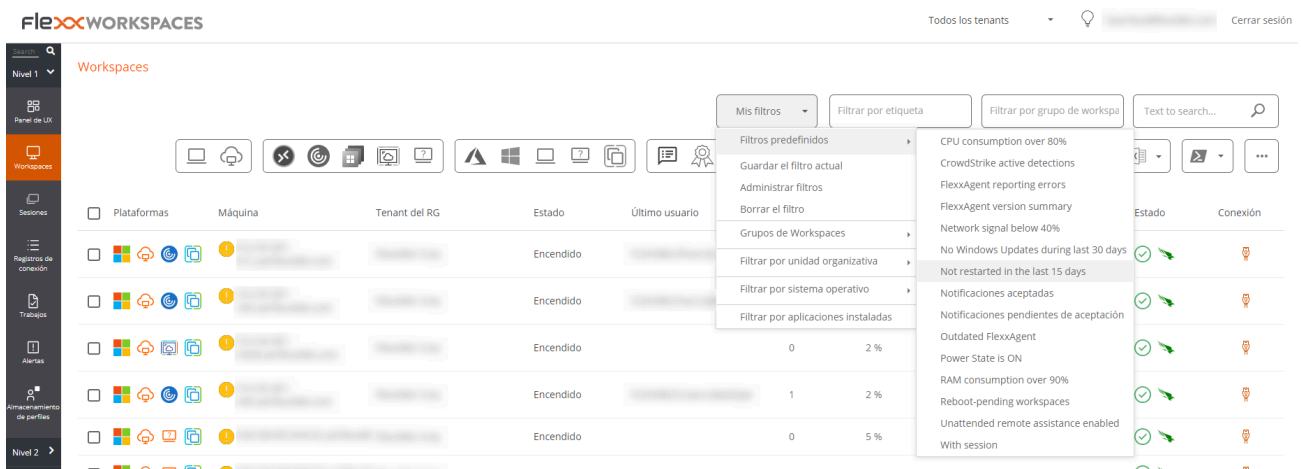 FlexxWORKSPACES
Todos los tenants
Cerrar sesión
Search
Nivel 1
Panel de UX
Workspaces
Sesiones
Registros de
conexión
Trabajos
Alertas
Almacenamiento
de perfiles
Nivel 2
Workspaces
Mis filtros
Filtrar por etiqueta
Filtrar por grupo de workspa
Text to search...
Filtros predefinidos
Guardar el filtro actual
Administrar filtros
Borrar el filtro
Grupos de Workspaces
Filtrar por unidad organizativa
Filtrar por sistema operativo
Filtrar por aplicaciones instaladas
CPU consumption over 80%
CrowdStrike active detections
FlexxAgent reporting errors
FlexxAgent version summary
Network signal below 40%
No Windows Updates during last 30 days
Not restarted in the last 15 days
Notificaciones aceptadas
Notificaciones pendientes de aceptación
Outdated FlexxAgent
Power State is ON
RAM consumption over 90%
Reboot-pending workspaces
Unattended remote assistance enabled
With session
Plataformas Máquina Tenant del RG Estado Último usuario Estado Conexión
Encendido
Encendido
Encendido 0 2 %
Encendido 1 2 %
Encendido 0 5 %